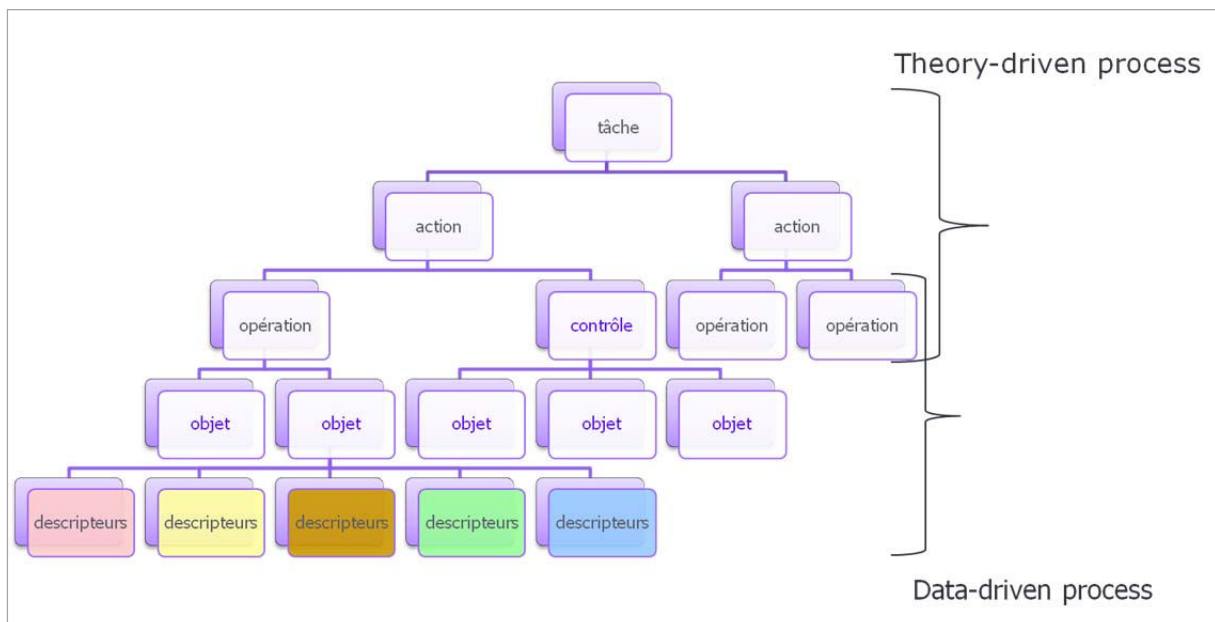 Theory-driven process
tâche
action
action
opération
contrôle
opération
opération
objet
objet
objet
objet
objet
descripteurs
descripteurs
descripteurs
descripteurs
descripteurs
Data-driven process